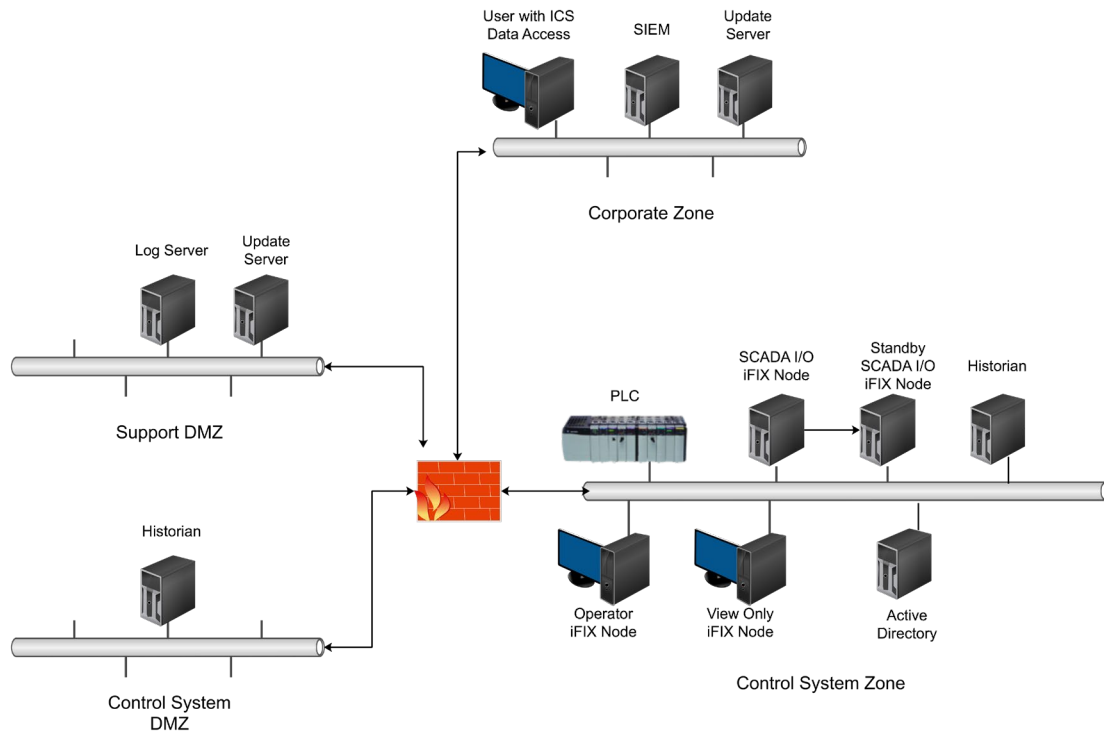 User with ICS
Data Access
SIEM
Update
Server
Corporate Zone
Log Server
Update
Server
Support DMZ
SCADA I/O
iFIX Node
Standby
SCADA I/O
iFIX Node
Historian
PLC
Historian
Operator
iFIX Node
View Only
iFIX Node
Active
Directory
Control System Zone
Control System
DMZ